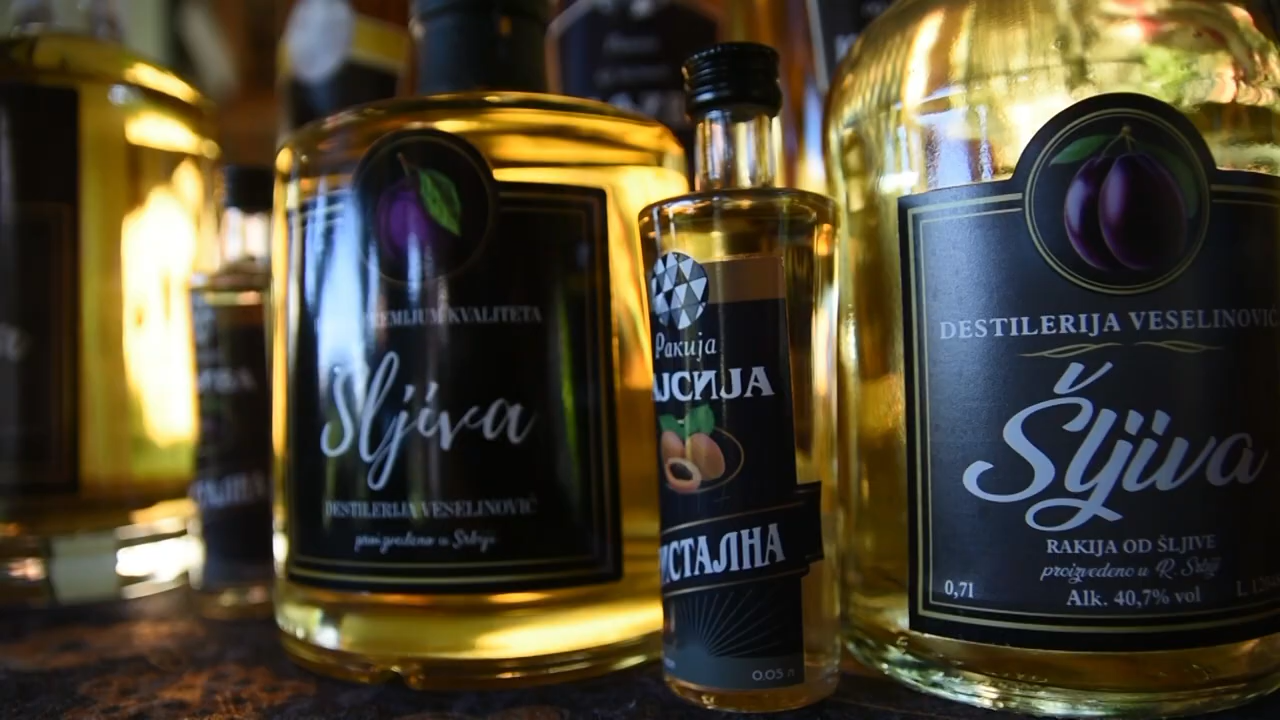 PREMIJUM KVALITETA
Šljiva
DESTILERIJA VESELINOVIĆ
proizvedeno u Srbiji
Ракија
АЈСИЈА
ИСТАЛНА
0,05 л
DESTILERIJA VESELINOVIĆ
Šljiva
RAKIJA OD ŠLJIVE
proizvedeno u R. Srbiji
0,7l
Alk. 40,7% vol